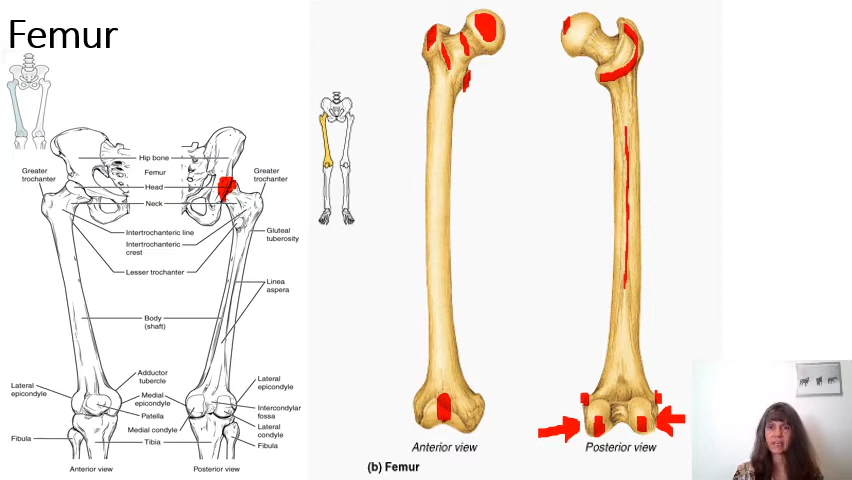 Femur
Hip bone
Femur
Head
Neck
Greater
trochanter
Greater
trochanter
Intertrochanteric line
Intertrochanteric
crest
Gluteal
tuberosity
Lesser trochanter
Linea
aspera
Body
(shaft)
Adductor
tubercle
Lateral
epicondyle
Medial
epicondyle
Patella
Medial condyle
Tibia
Fibula
Lateral
epicondyle
Intercondylar
fossa
Lateral
condyle
Fibula
Anterior view
Posterior view
Anterior view
Posterior view
(b) Femur